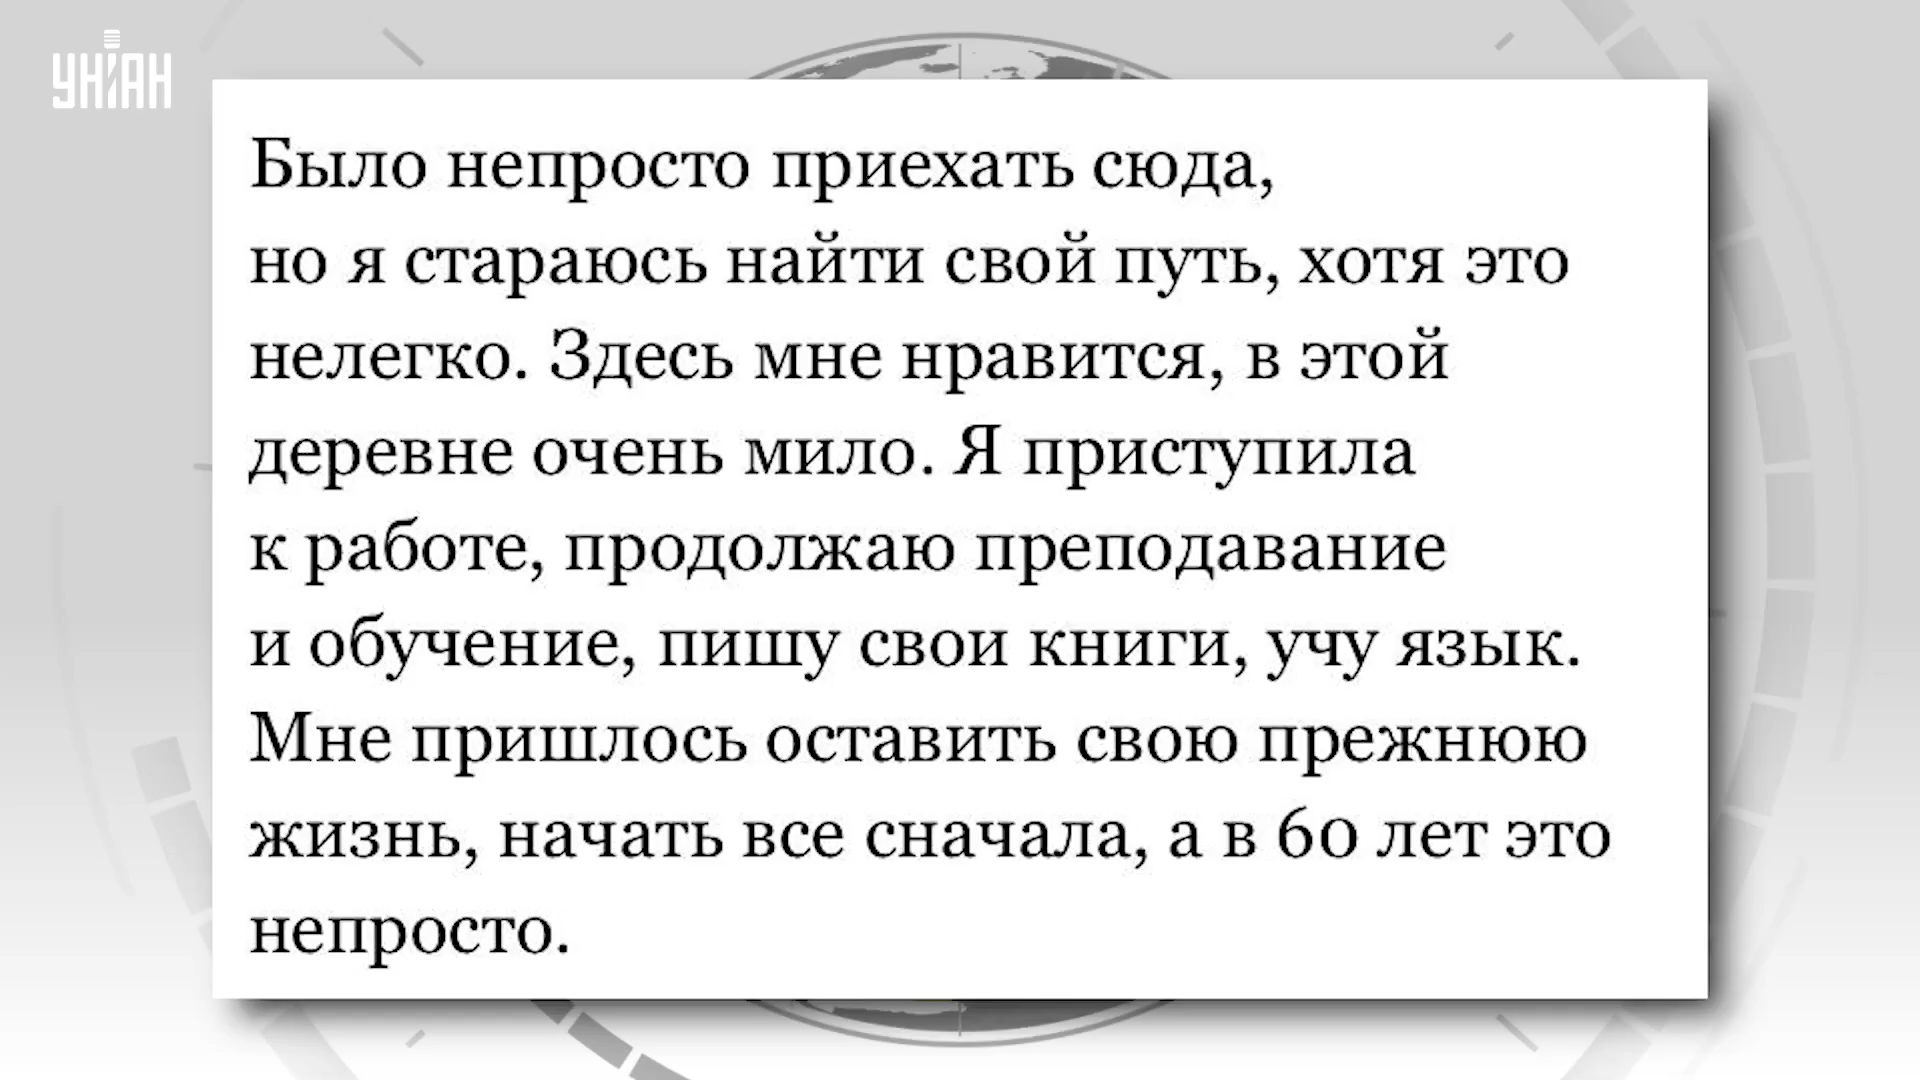 УНІАН
Было непросто приехать сюда,
но я стараюсь найти свой путь, хотя это
нелегко. Здесь мне нравится, в этой
деревне очень мило. Я приступила
к работе, продолжаю преподавание
и обучение, пишу свои книги, учу язык.
Мне пришлось оставить свою прежнюю
жизнь, начать все сначала, а в 60 лет это
непросто.